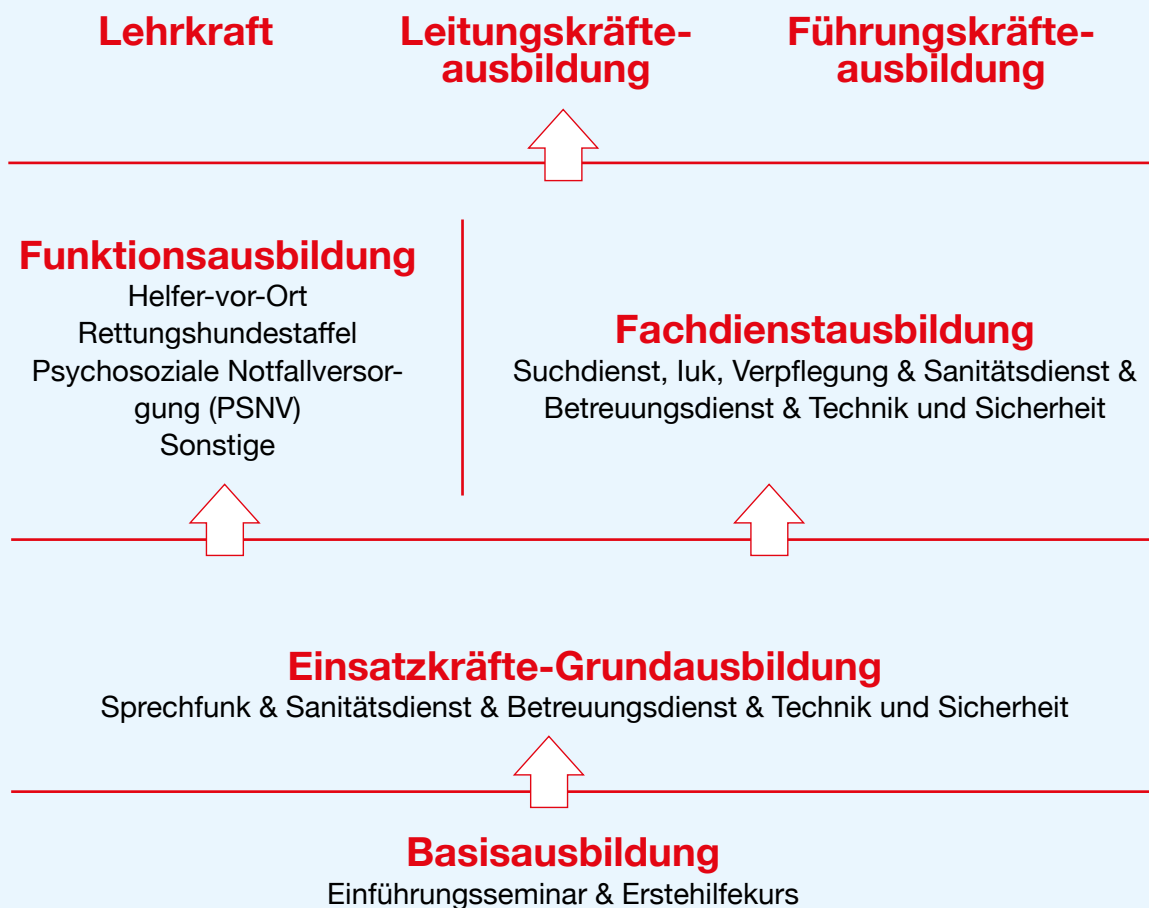 Lehrkraft
Leitungskräfte-
ausbildung
Führungskräfte-
ausbildung
Funktionsausbildung
Helfer-vor-Ort
Rettungshundestaffel
Psychosoziale Notfallversor-
gung (PSNV)
Sonstige
Fachdienstausbildung
Suchdienst, Iuk, Verpflegung & Sanitätsdienst &
Betreuungsdienst & Technik und Sicherheit
Einsatzkräfte-Grundausbildung
Sprechfunk & Sanitätsdienst & Betreuungsdienst & Technik und Sicherheit
Basisausbildung
Einführungsseminar & Erstehilfekurs